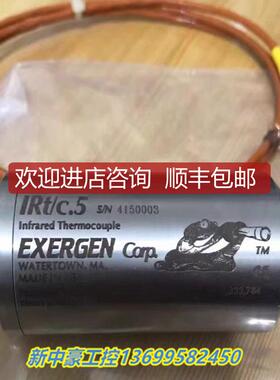 欢迎进店咨询 顺丰包邮
IRt/c.5 S/N 4150003
Infrared Thermocouple
EXERGEN Corp. TM
WATERTOWN, MA.
新中豪工控13699582450